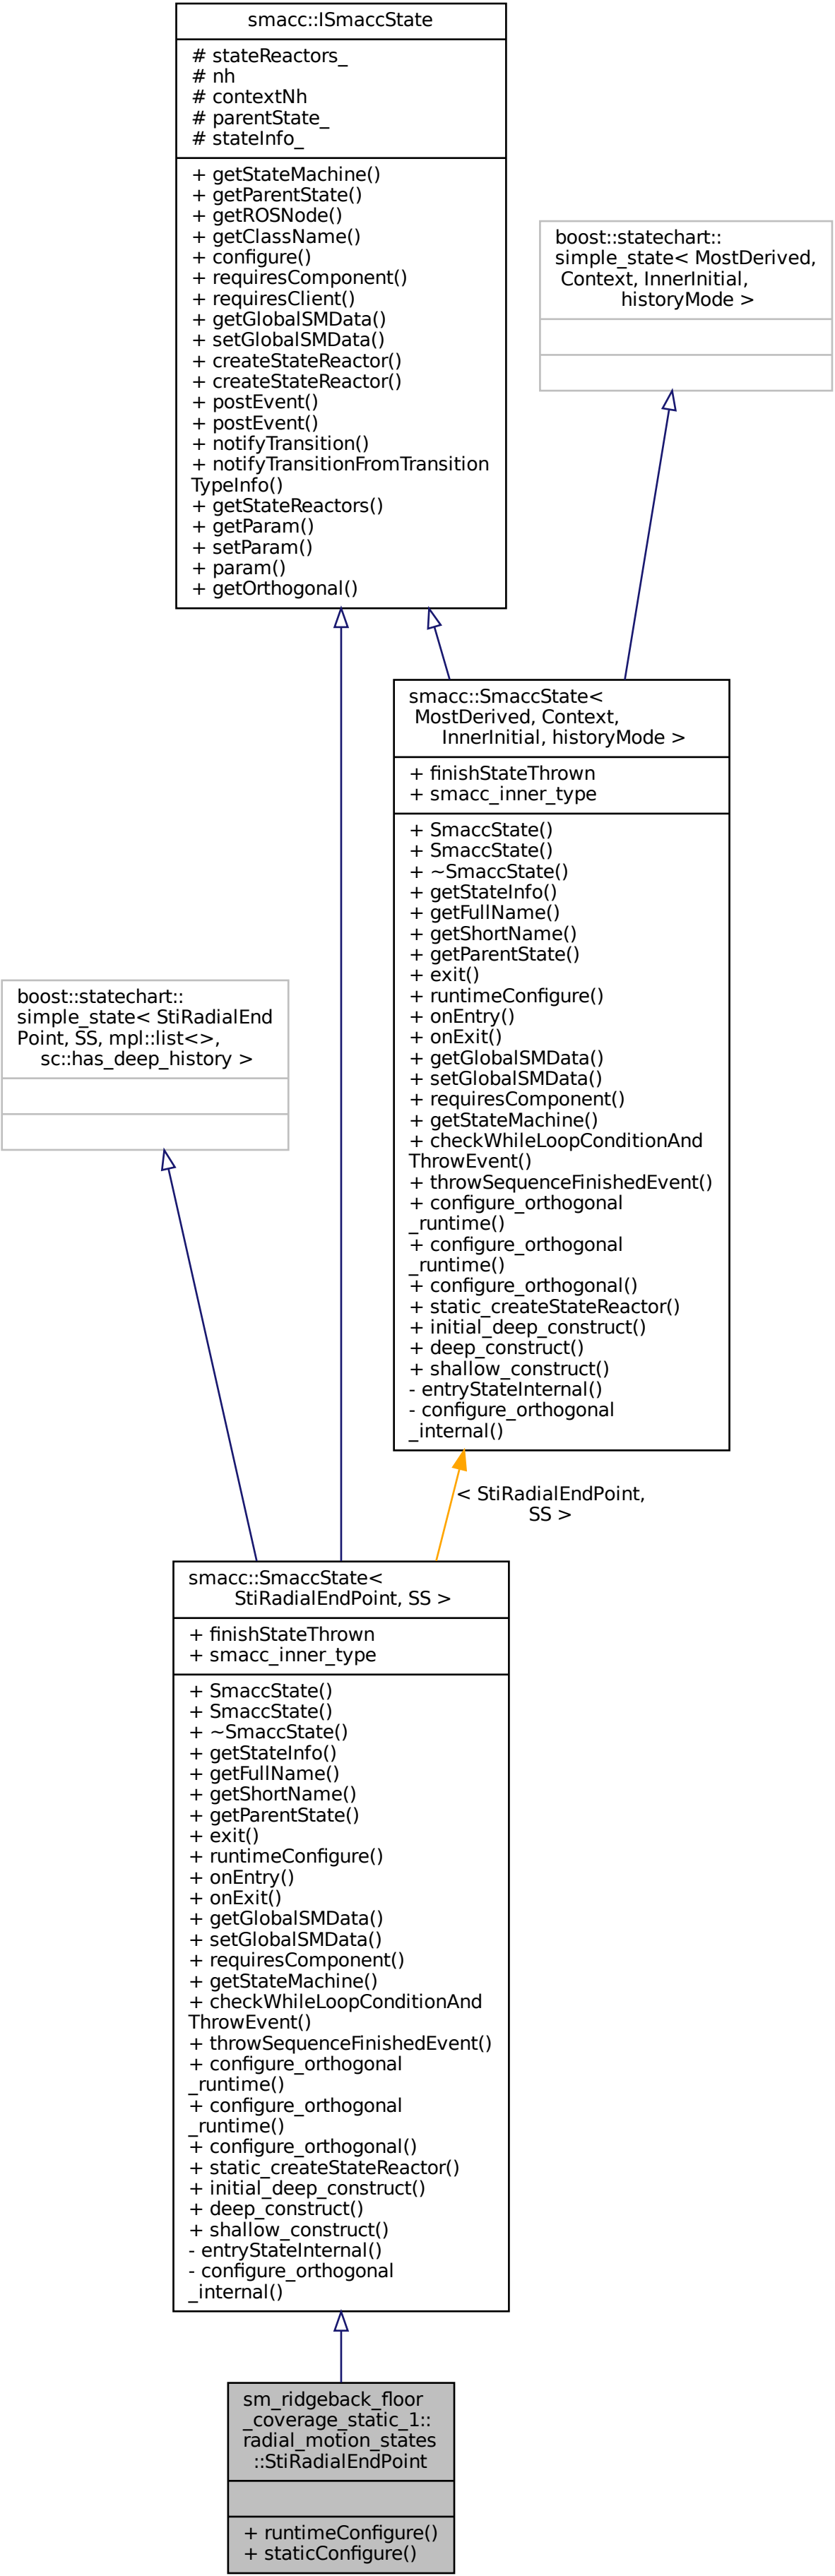 smacc::ISmaccState
# stateReactors_
# nh
# contextNh
# parentState_
# stateInfo_
+ getStateMachine()
+ getParentState()
+ getROSNode()
+ getClassName()
+ configure()
+ requiresComponent()
+ requiresClient()
+ getGlobalSMData()
+ setGlobalSMData()
+ createStateReactor()
+ createStateReactor()
+ postEvent()
+ postEvent()
+ notifyTransition()
+ notifyTransitionFromTransition
TypeInfo()
+ getStateReactors()
+ getParam()
+ setParam()
+ param()
+ getOrthogonal()
boost::statechart::
simple_state< MostDerived,
Context, InnerInitial,
historyMode >
smacc::SmaccState<
MostDerived, Context,
InnerInitial, historyMode >
+ finishStateThrown
+ smacc_inner_type
+ SmaccState()
+ SmaccState()
+ ~SmaccState()
+ getStateInfo()
+ getFullName()
+ getShortName()
+ getParentState()
+ exit()
+ runtimeConfigure()
+ onEntry()
+ onExit()
+ getGlobalSMData()
+ setGlobalSMData()
+ requiresComponent()
+ getStateMachine()
+ checkWhileLoopConditionAnd
ThrowEvent()
+ throwSequenceFinishedEvent()
+ configure_orthogonal
_runtime()
+ configure_orthogonal
_runtime()
+ configure_orthogonal()
+ static_createStateReactor()
+ initial_deep_construct()
+ deep_construct()
+ shallow_construct()
- entryStateInternal()
- configure_orthogonal
_internal()
boost::statechart::
simple_state< StiRadialEnd
Point, SS, mpl::list<>,
sc::has_deep_history >
< StiRadialEndPoint,
SS >
smacc::SmaccState<
StiRadialEndPoint, SS >
+ finishStateThrown
+ smacc_inner_type
+ SmaccState()
+ SmaccState()
+ ~SmaccState()
+ getStateInfo()
+ getFullName()
+ getShortName()
+ getParentState()
+ exit()
+ runtimeConfigure()
+ onEntry()
+ onExit()
+ getGlobalSMData()
+ setGlobalSMData()
+ requiresComponent()
+ getStateMachine()
+ checkWhileLoopConditionAnd
ThrowEvent()
+ throwSequenceFinishedEvent()
+ configure_orthogonal
_runtime()
+ configure_orthogonal
_runtime()
+ configure_orthogonal()
+ static_createStateReactor()
+ initial_deep_construct()
+ deep_construct()
+ shallow_construct()
- entryStateInternal()
- configure_orthogonal
_internal()
sm_ridgeback_floor
_coverage_static_1::
radial_motion_states
::StiRadialEndPoint
+ runtimeConfigure()
+ staticConfigure()